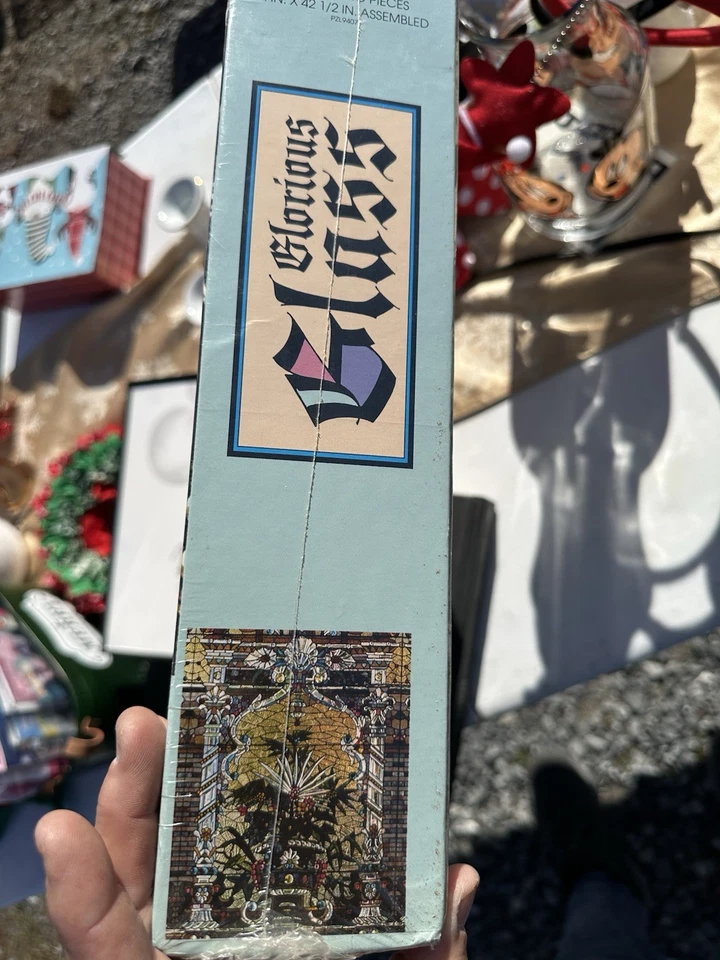 PIECES
IN. X 42 1/2 IN. ASSEMBLED
Glorious
Glass